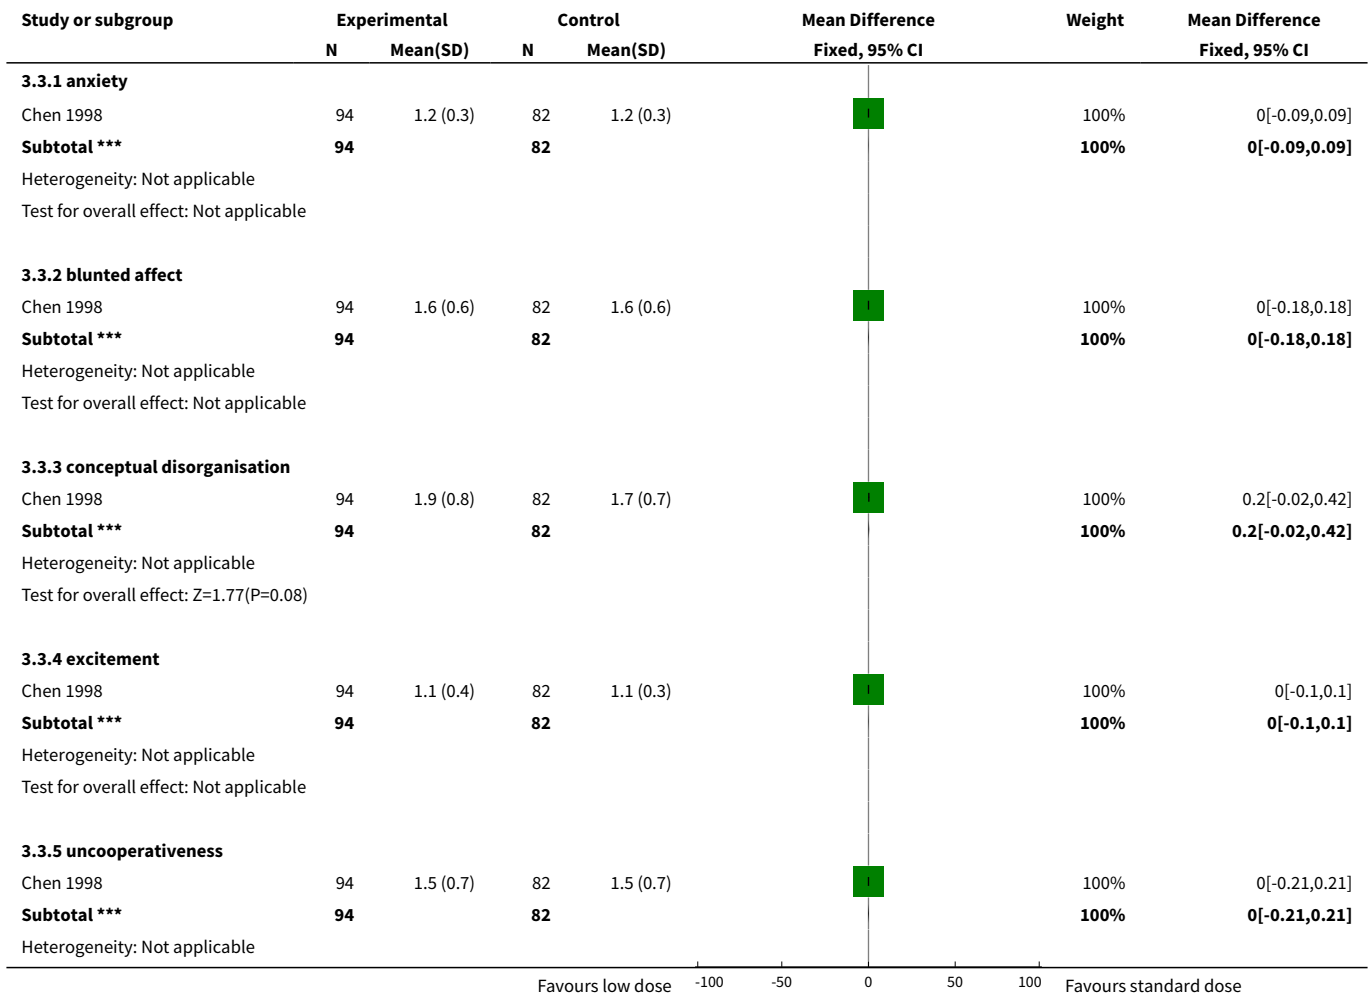 Study or subgroup Experimental Control Mean Difference Weight Mean Difference
N Mean(SD) N Mean(SD) Fixed, 95% CI Fixed, 95% CI
3.3.1 anxiety
Chen 1998 94 1.2 (0.3) 82 1.2 (0.3) 100% 0[-0.09,0.09]
Subtotal *** 94 82 100% 0[-0.09,0.09]
Heterogeneity: Not applicable
Test for overall effect: Not applicable
3.3.2 blunted affect
Chen 1998 94 1.6 (0.6) 82 1.6 (0.6) 100% 0[-0.18,0.18]
Subtotal *** 94 82 100% 0[-0.18,0.18]
Heterogeneity: Not applicable
Test for overall effect: Not applicable
3.3.3 conceptual disorganisation
Chen 1998 94 1.9 (0.8) 82 1.7 (0.7) 100% 0.2[-0.02,0.42]
Subtotal *** 94 82 100% 0.2[-0.02,0.42]
Heterogeneity: Not applicable
Test for overall effect: Z=1.77(P=0.08)
3.3.4 excitement
Chen 1998 94 1.1 (0.4) 82 1.1 (0.3) 100% 0[-0.1,0.1]
Subtotal *** 94 82 100% 0[-0.1,0.1]
Heterogeneity: Not applicable
Test for overall effect: Not applicable
3.3.5 uncooperativeness
Chen 1998 94 1.5 (0.7) 82 1.5 (0.7) 100% 0[-0.21,0.21]
Subtotal *** 94 82 100% 0[-0.21,0.21]
Heterogeneity: Not applicable
Favours low dose -100 -50 0 50 100 Favours standard dose